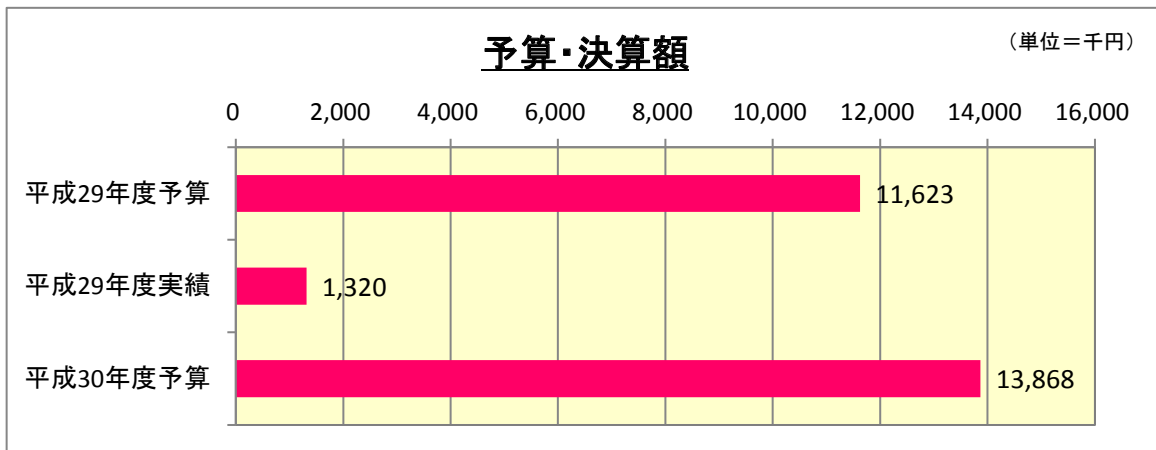 予算・決算額
（単位＝千円）
0 2,000 4,000 6,000 8,000 10,000 12,000 14,000 16,000
平成29年度予算 11,623
平成29年度実績 1,320
平成30年度予算 13,868